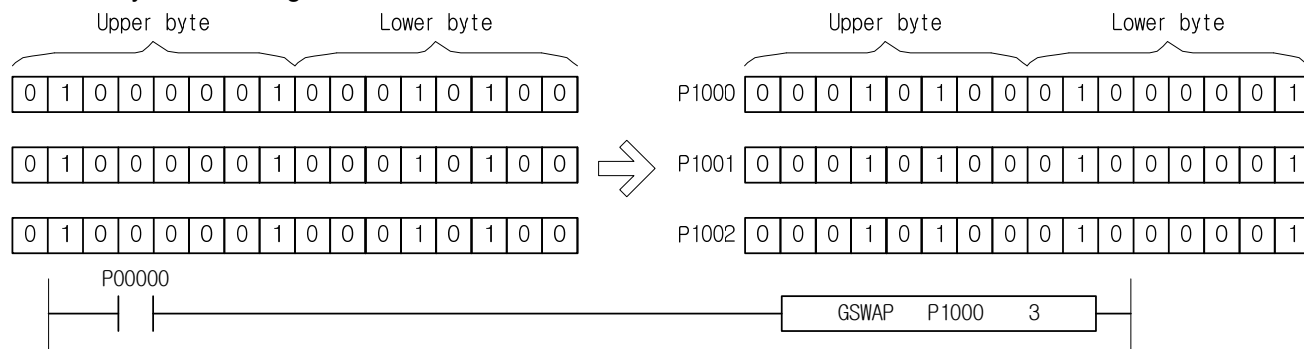 Upper byte Lower byte Upper byte Lower byte
0 1 0 0 0 0 0 1 0 0 0 1 0 1 0 0 P1000 0 0 0 1 0 1 0 0 0 1 0 0 0 0 0 1
0 1 0 0 0 0 0 1 0 0 0 1 0 1 0 0 P1001 0 0 0 1 0 1 0 0 0 1 0 0 0 0 0 1
0 1 0 0 0 0 0 1 0 0 0 1 0 1 0 0 P1002 0 0 0 1 0 1 0 0 0 1 0 0 0 0 0 1
P00000
GSWAP P1000 3